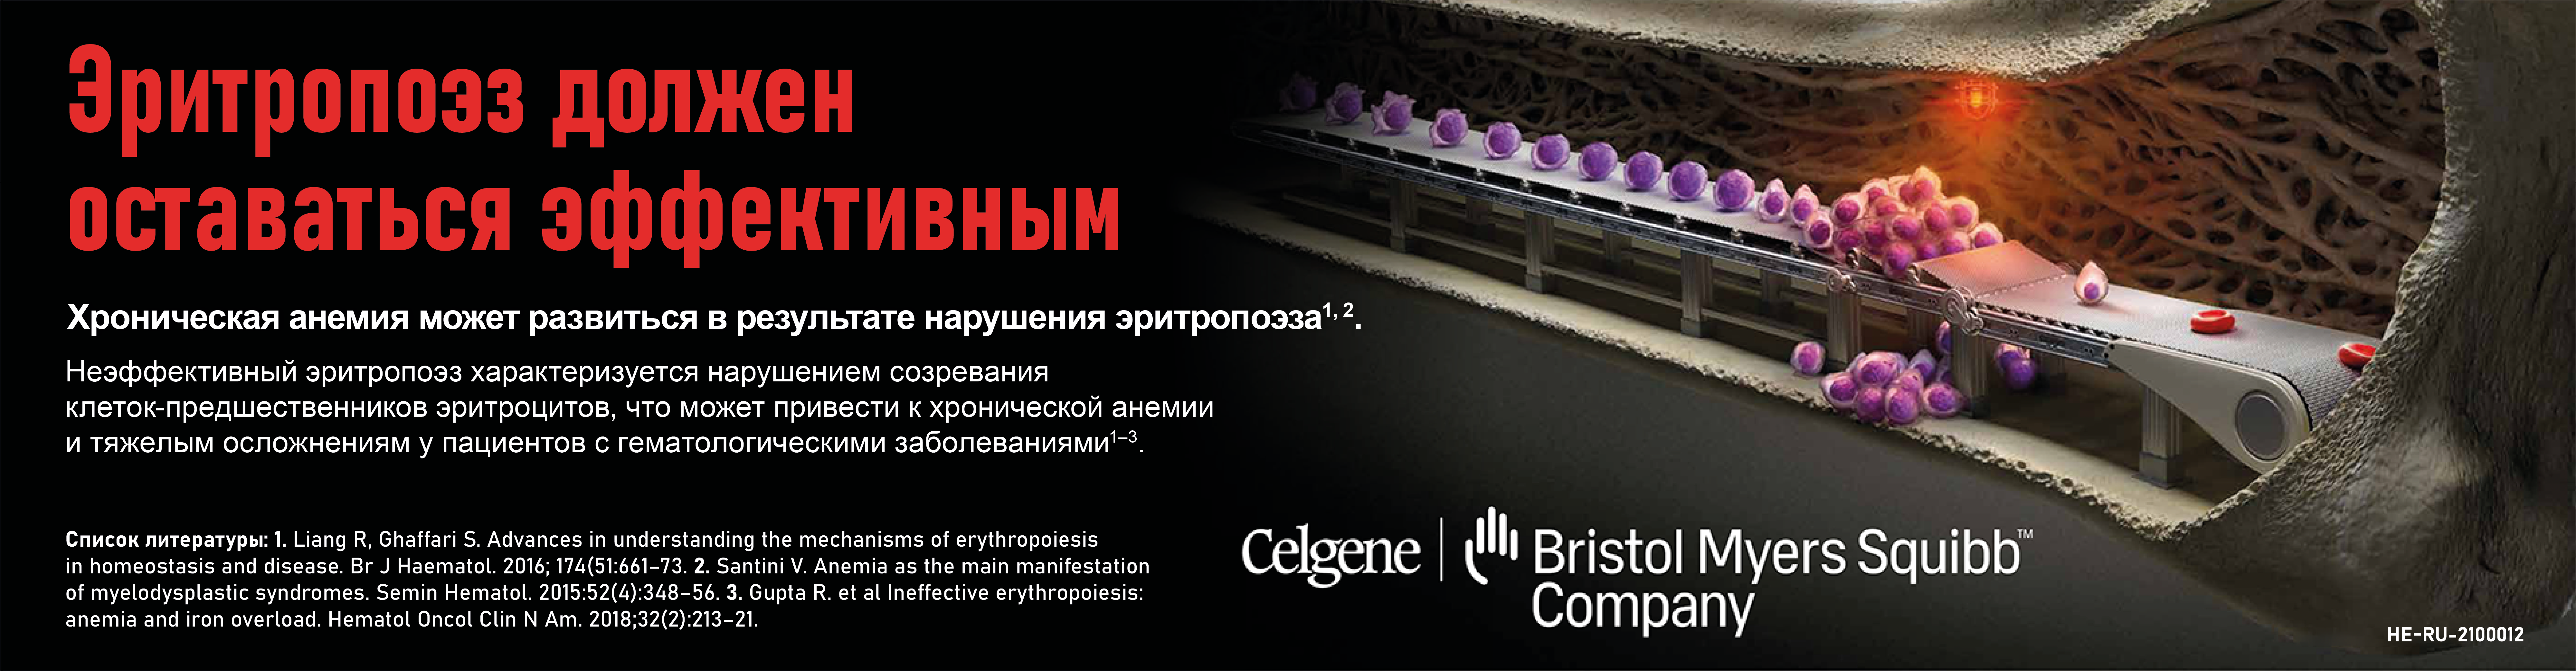 Эритропоэз должен
оставаться эффективным
Хроническая анемия может развиться в результате нарушения эритропоэза1, 2.
Неэффективный эритропоэз характеризуется нарушением созревания
клеток-предшественников эритроцитов, что может привести к хронической анемии
и тяжелым осложнениям у пациентов с гематологическими заболеваниями1–3.
Список литературы: 1. Liang R, Ghaffari S. Advances in understanding the mechanisms of erythropoiesis
in homeostasis and disease. Br J Haematol. 2016; 174(51:661–73. 2. Santini V. Anemia as the main manifestation
of myelodysplastic syndromes. Semin Hematol. 2015:52(4):348–56. 3. Gupta R. et al Ineffective erythropoiesis:
anemia and iron overload. Hematol Oncol Clin N Am. 2018;32(2):213–21.
Celgene | Bristol Myers Squibb™
Company
HE-RU-2100012